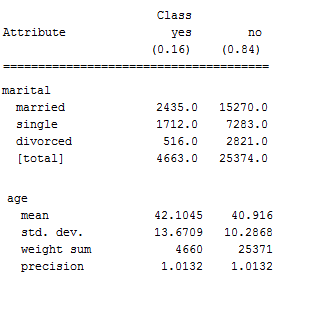 Class
Attribute yes no
(0.16) (0.84)
=======================================
marital
married 2435.0 15270.0
single 1712.0 7283.0
divorced 516.0 2821.0
[total] 4663.0 25374.0
age
mean 42.1045 40.916
std. dev. 13.6709 10.2868
weight sum 4660 25371
precision 1.0132 1.0132